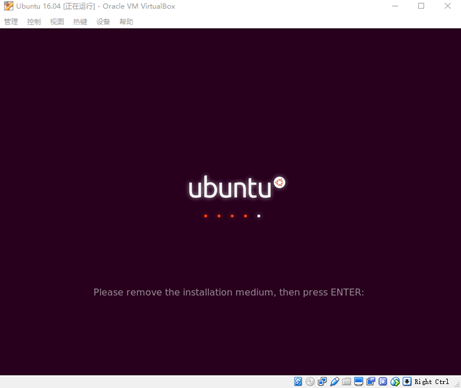 Ubuntu 16.04 [正在运行] - Oracle VM VirtualBox
管理 控制 视图 热键 设备 帮助
ubuntu
Please remove the installation medium, then press ENTER:
Right Ctrl